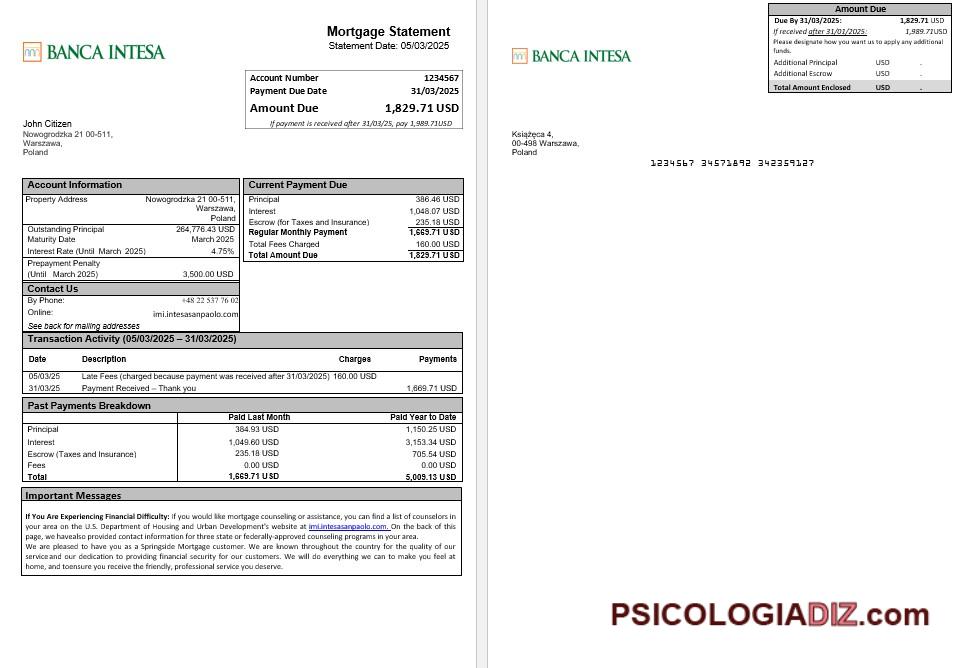 Mortgage Statement
Statement Date: 05/03/2025
BANCA INTESA
Account Number 1234567
Payment Due Date 31/03/2025
Amount Due 1,829.71 USD
If payment is received after 31/03/25, pay 1,989.71USD
John Citizen
Nowogrodzka 21 00-511,
Warszawa,
Poland
Account Information
Property Address Nowogrodzka 21 00-511,
Warszawa,
Poland
Outstanding Principal 264,776.43 USD
Maturity Date March 2025
Interest Rate (Until March 2025) 4.75%
Prepayment Penalty
(Until March 2025) 3,500.00 USD
Contact Us
By Phone: +48 22 537 76 02
Online: imi.intesasanpaolo.com
See back for mailing addresses
Current Payment Due
Principal 386.46 USD
Interest 1,048.07 USD
Escrow (for Taxes and Insurance) 235.18 USD
Regular Monthly Payment 1,669.71 USD
Total Fees Charged 160.00 USD
Total Amount Due 1,829.71 USD
Transaction Activity (05/03/2025 – 31/03/2025)
Date Description Charges Payments
05/03/25 Late Fees (charged because payment was received after 31/03/2025) 160.00 USD
31/03/25 Payment Received – Thank you 1,669.71 USD
Past Payments Breakdown
Paid Last Month Paid Year to Date
Principal 384.93 USD 1,150.25 USD
Interest 1,049.60 USD 3,153.34 USD
Escrow (Taxes and Insurance) 235.18 USD 705.54 USD
Fees 0.00 USD 0.00 USD
Total 1,669.71 USD 5,009.13 USD
Important Messages
If You Are Experiencing Financial Difficulty: If you would like mortgage counseling or assistance, you can find a list of counselors in
your area on the U.S. Department of Housing and Urban Development's website at imi.intesasanpaolo.com. On the back of this
page, we havealso provided contact information for three state or federally-approved counseling programs in your area.
We are pleased to have you as a Springside Mortgage customer. We are known throughout the country for the quality of our
serviceand our dedication to providing financial security for our customers. We will do everything we can to make you feel at
home, and toensure you receive the friendly, professional service you deserve.
Amount Due
Due By 31/03/2025: 1,829.71 USD
If received after 31/01/2025: 1,989.71USD
Please designate how you want us to apply any additional
funds.
Additional Principal USD .
Additional Escrow USD .
Total Amount Enclosed USD .
BANCA INTESA
Książęca 4,
00-498 Warszawa,
Poland
1234567 34571892 342359127
PSICOLOGIADIZ.com